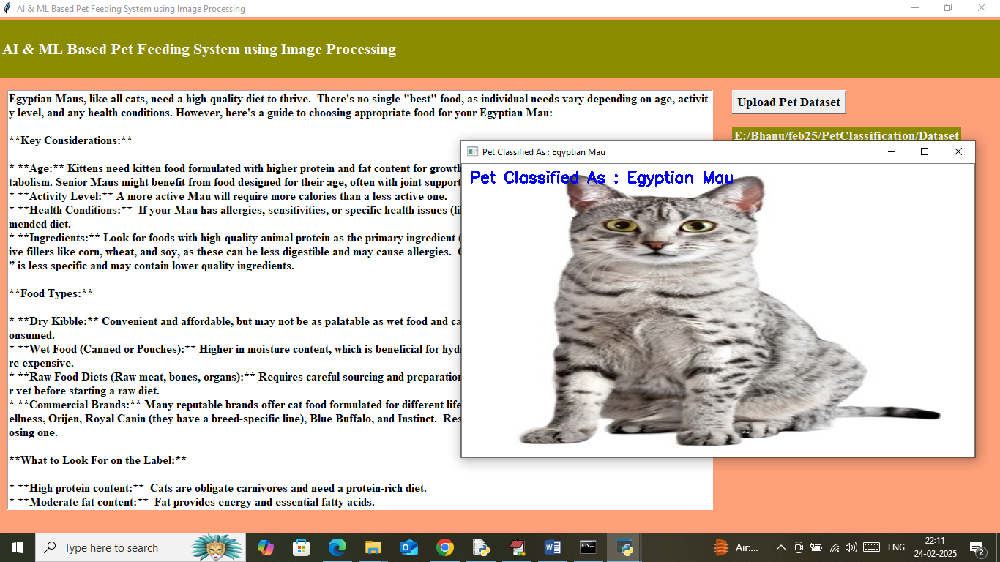 AI & ML Based Pet Feeding System using Image Processing
AI & ML Based Pet Feeding System using Image Processing
Egyptian Maus, like all cats, need a high-quality diet to thrive.  There's no single "best" food, as individual needs vary depending on age, activit
y level, and any health conditions. However, here's a guide to choosing appropriate food for your Egyptian Mau:
**Key Considerations:**
* **Age:** Kittens need kitten food formulated with higher protein and fat content for growth
tabolism. Senior Maus might benefit from food designed for their age, often with joint support
* **Activity Level:** A more active Mau will require more calories than a less active one.
* **Health Conditions:**  If your Mau has allergies, sensitivities, or specific health issues (li
mended diet.
* **Ingredients:** Look for foods with high-quality animal protein as the primary ingredient (
ive fillers like corn, wheat, and soy, as these can be less digestible and may cause allergies.
” is less specific and may contain lower quality ingredients.
**Food Types:**
* **Dry Kibble:** Convenient and affordable, but may not be as palatable as wet food and ca
onsumed.
* **Wet Food (Canned or Pouches):** Higher in moisture content, which is beneficial for hyd
re expensive.
* **Raw Food Diets (Raw meat, bones, organs):** Requires careful sourcing and preparation
r vet before starting a raw diet.
* **Commercial Brands:** Many reputable brands offer cat food formulated for different life
ellness, Orijen, Royal Canin (they have a breed-specific line), Blue Buffalo, and Instinct.  Res
osing one.
**What to Look For on the Label:**
* **High protein content:**  Cats are obligate carnivores and need a protein-rich diet.
* **Moderate fat content:**  Fat provides energy and essential fatty acids.
Upload Pet Dataset
E:/Bhanu/feb25/PetClassification/Dataset
Pet Classified As : Egyptian Mau
Pet Classified As : Egyptian Mau
Type here to search
Air:...
ENG
22:11
24-02-2025
2